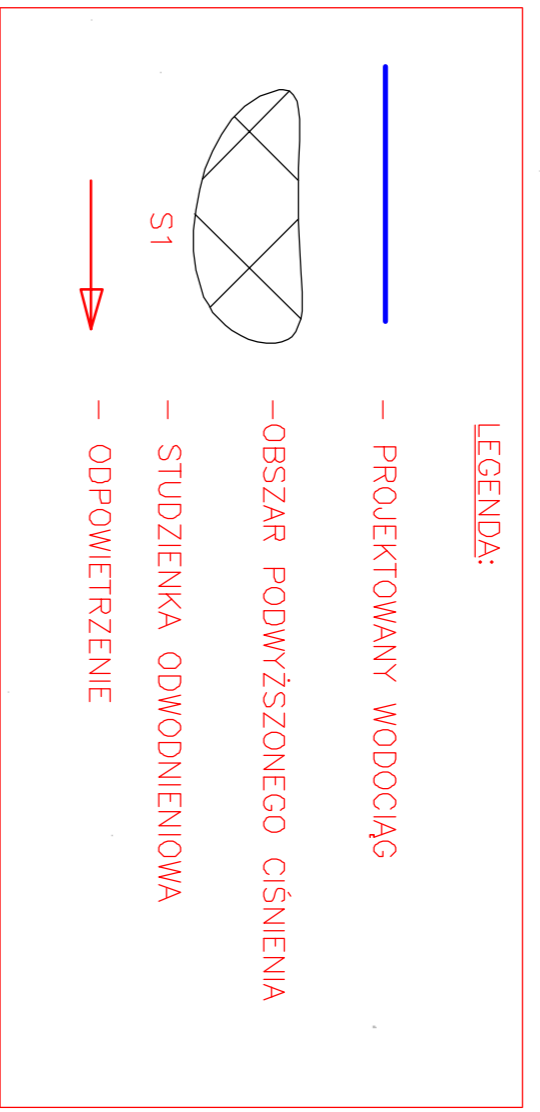 LEGENDA:
– PROJEKTOWANY WODOCIĄG
–OBSZAR PODWYŻSZONEGO CIŚNIENIA
S1 – STUDZIENKA ODWODNIENIOWA
– ODPOWIETRZENIE